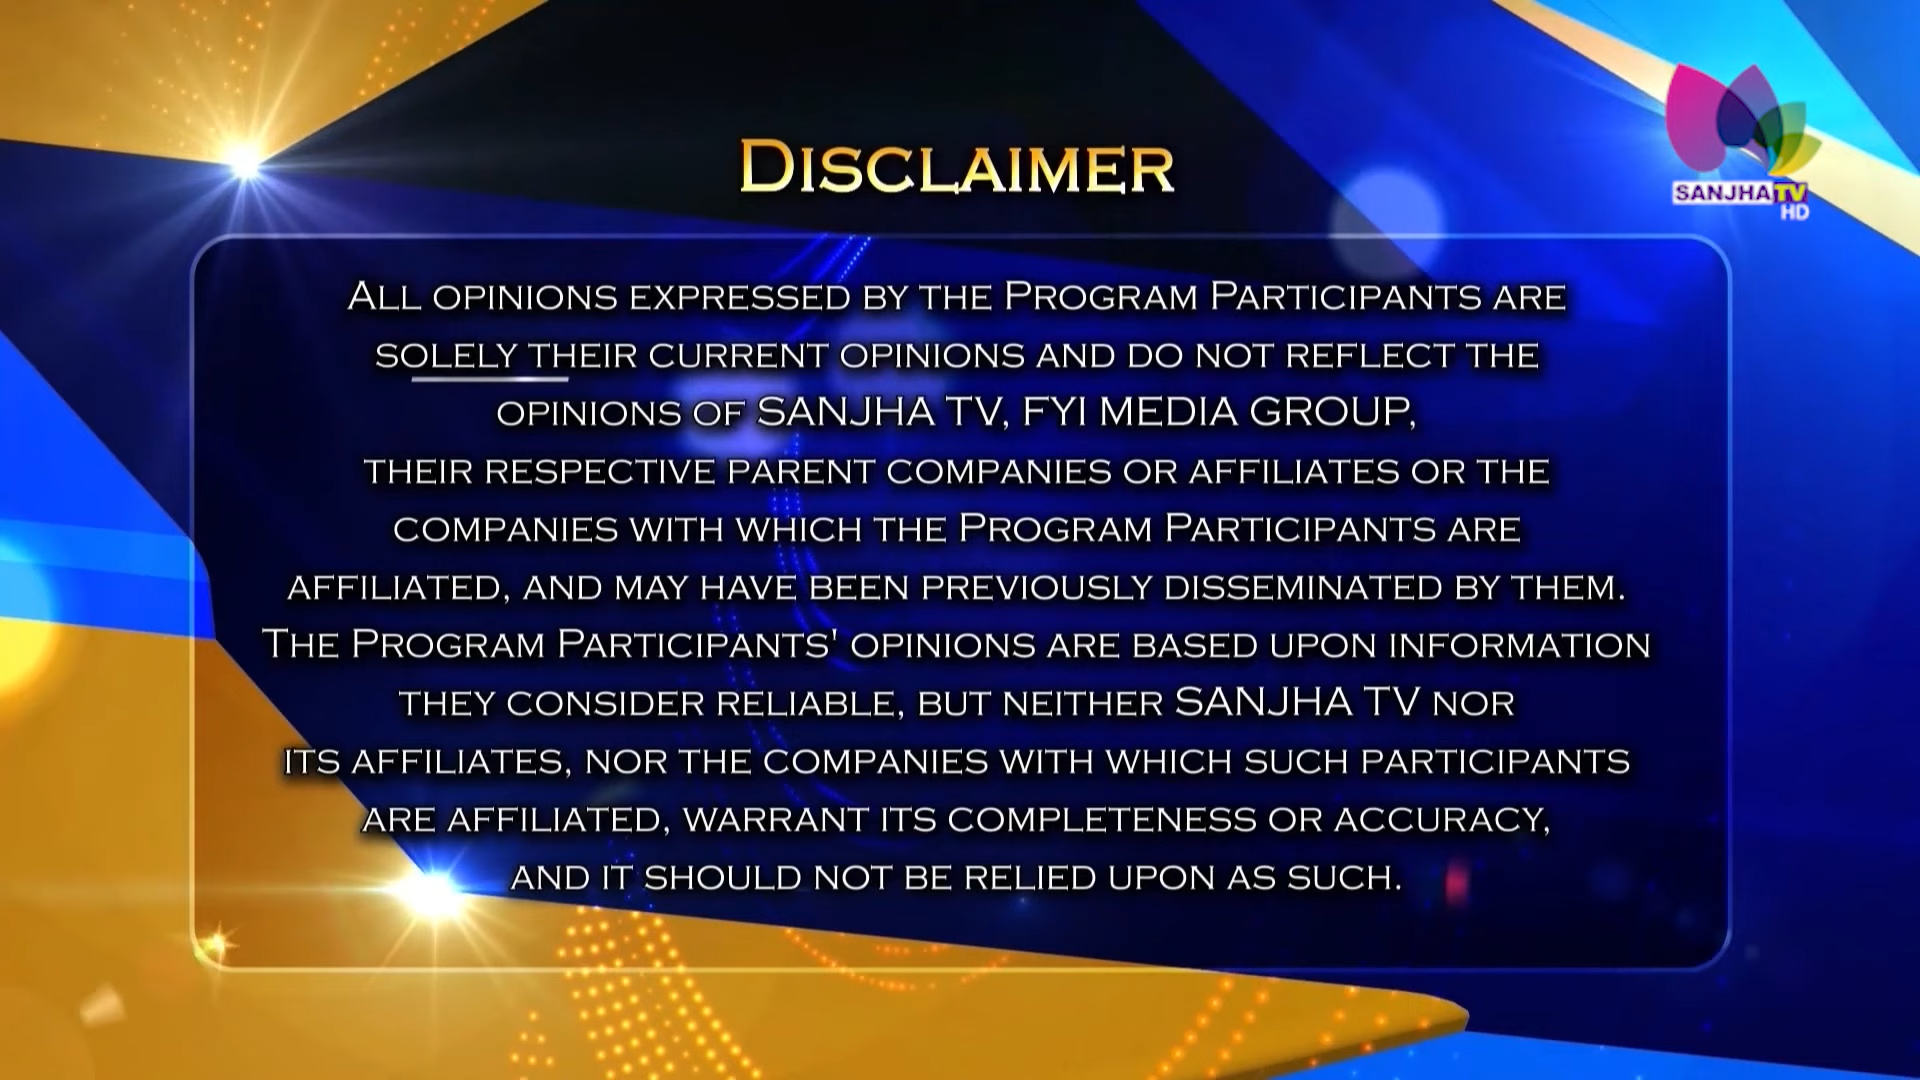 Disclaimer
SANJHA TV
HD
All opinions expressed by the Program Participants are
solely their current opinions and do not reflect the
opinions of SANJHA TV, FYI MEDIA GROUP,
their respective parent companies or affiliates or the
companies with which the Program Participants are
affiliated, and may have been previously disseminated by them.
The Program Participants' opinions are based upon information
they consider reliable, but neither SANJHA TV nor
its affiliates, nor the companies with which such participants
are affiliated, warrant its completeness or accuracy,
and it should not be relied upon as such.